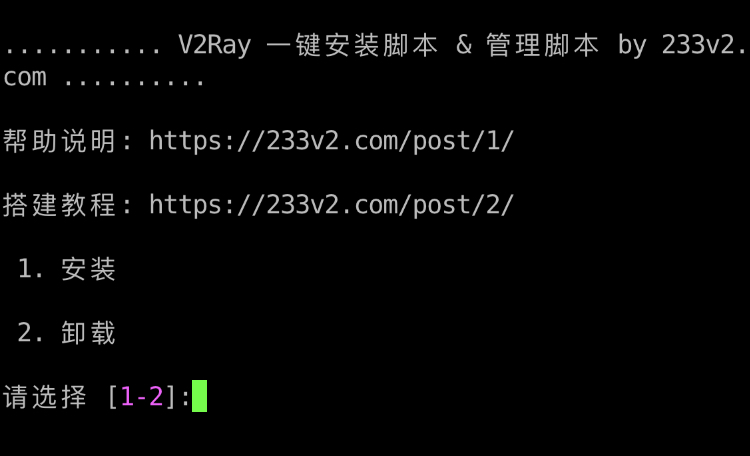 ........... V2Ray 一键安装脚本 & 管理脚本 by 233v2.
com ..........
帮助说明: https://233v2.com/post/1/
搭建教程: https://233v2.com/post/2/
1. 安装
2. 卸载
请选择 [1-2]: